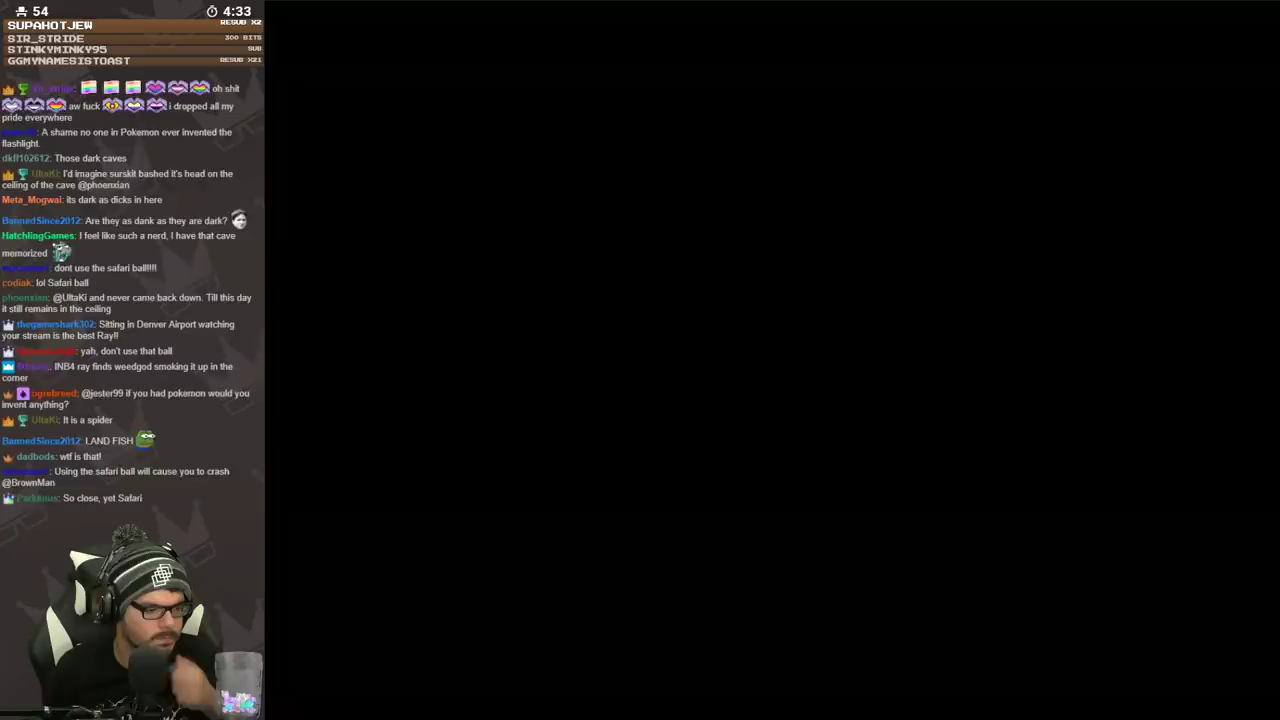 54 4:33
SUPAHOTJEW RESUB X2
SIR_STRIDE 300 BITS
STINKYMINKY95 SUB
GGMYNAMESISTOAST RESUB X21
: oh shit
aw fuck i dropped all my
pride everywhere
: A shame no one in Pokemon ever invented the
flashlight.
dkff102612: Those dark caves
UltaKi: I'd imagine surskit bashed it's head on the
ceiling of the cave @phoenxian
Meta_Mogwai: its dark as dicks in here
BannedSince2012: Are they as dank as they are dark?
HatchlingGames: I feel like such a nerd, I have that cave
memorized
: dont use the safari ball!!!!!
codiak: lol Safari ball
phoenxian: @UltaKi and never came back down. Till this day
it still remains in the ceiling
thegameshark302: Sitting in Denver Airport watching
your stream is the best Ray!!
: yah, don't use that ball
: INB4 ray finds weedgod smoking it up in the
corner
ogrebreed: @jester99 if you had pokemon would you
invent anything?
UltaKi: It is a spider
BannedSince2012: LAND FISH
dadbods: wtf is that!
: Using the safari ball will cause you to crash
@BrownMan
: So close, yet Safari